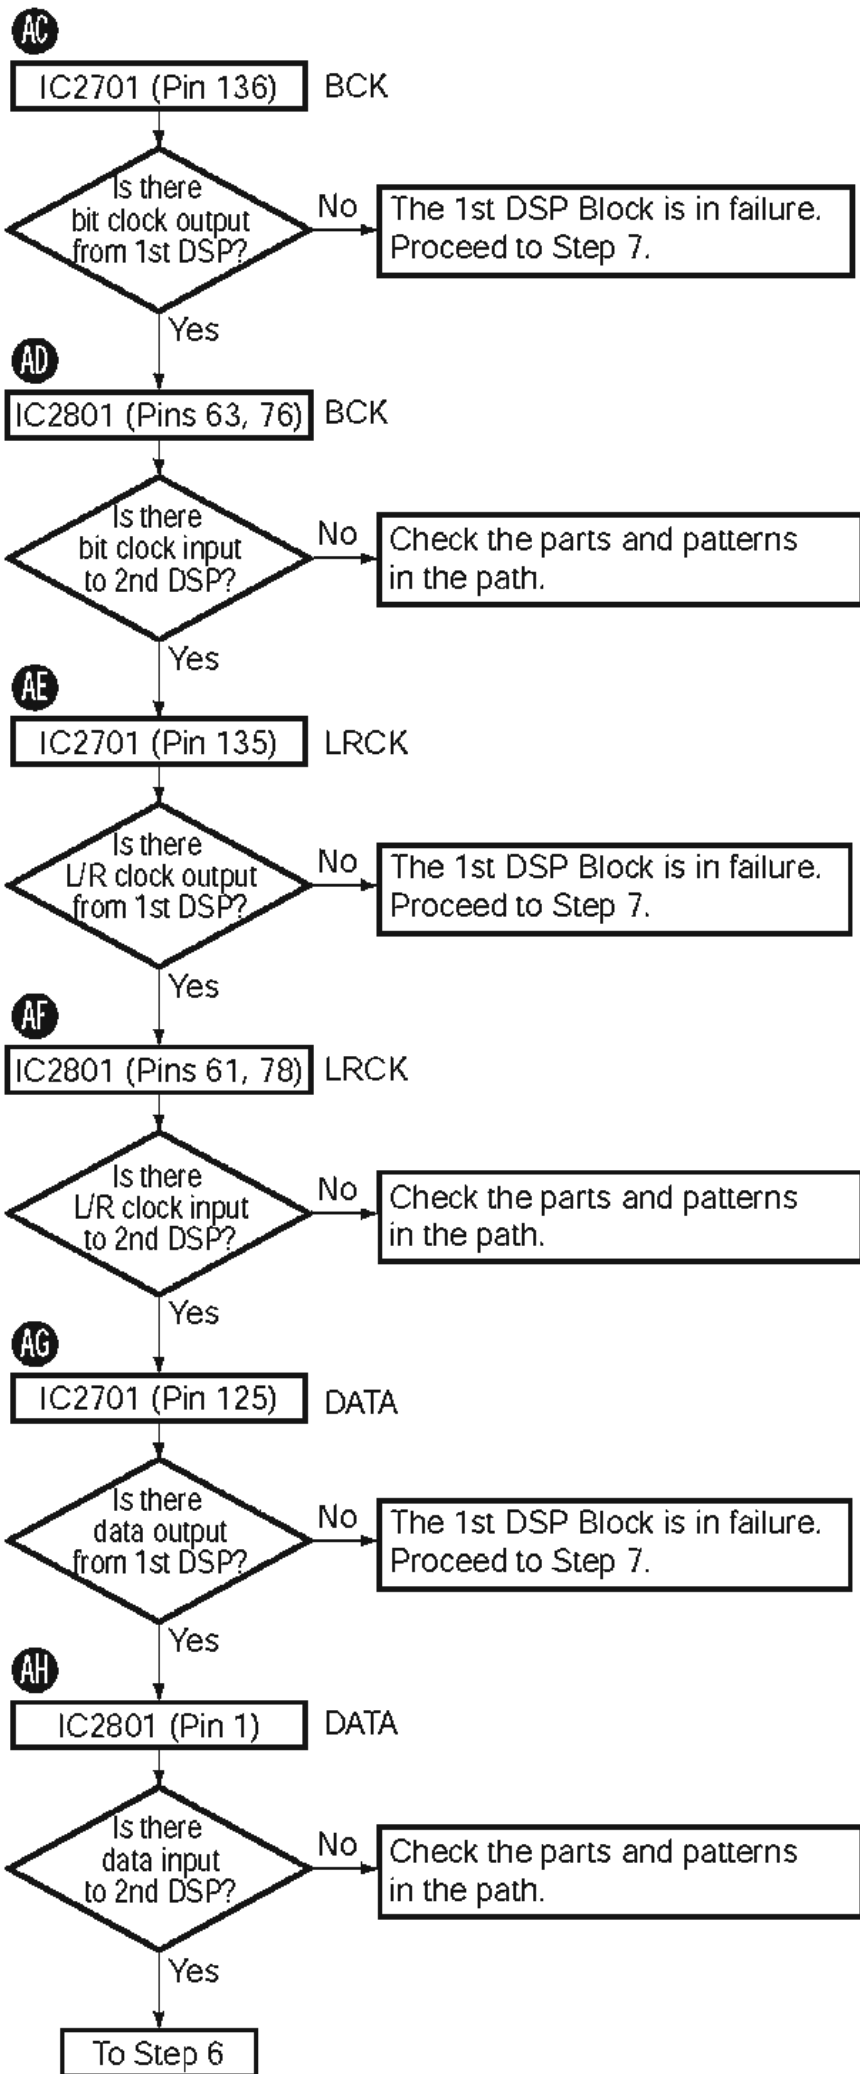 AC
IC2701 (Pin 136) BCK
Is there
bit clock output
from 1st DSP?
No
The 1st DSP Block is in failure.
Proceed to Step 7.
Yes
AD
IC2801 (Pins 63, 76) BCK
Is there
bit clock input
to 2nd DSP?
No
Check the parts and patterns
in the path.
Yes
AE
IC2701 (Pin 135) LRCK
Is there
L/R clock output
from 1st DSP?
No
The 1st DSP Block is in failure.
Proceed to Step 7.
Yes
AF
IC2801 (Pins 61, 78) LRCK
Is there
L/R clock input
to 2nd DSP?
No
Check the parts and patterns
in the path.
Yes
AG
IC2701 (Pin 125) DATA
Is there
data output
from 1st DSP?
No
The 1st DSP Block is in failure.
Proceed to Step 7.
Yes
AH
IC2801 (Pin 1) DATA
Is there
data input
to 2nd DSP?
No
Check the parts and patterns
in the path.
Yes
To Step 6